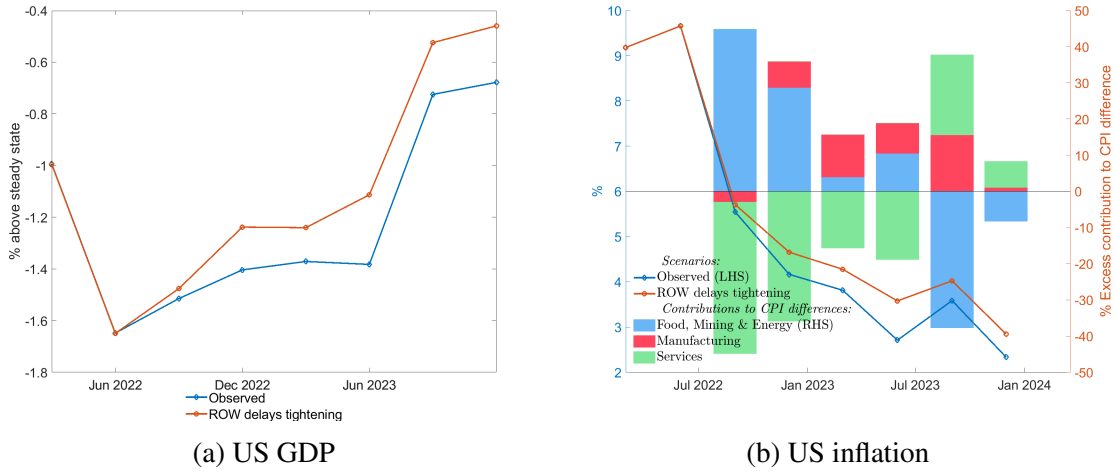 -0.4
-0.6
-0.8
-1
-1.2
-1.4
-1.6
-1.8
% above steady state
Jun 2022 Dec 2022 Jun 2023
Observed
ROW delays tightening
(a) US GDP
10
9
8
7
6
5
4
3
2
%
50
40
30
20
10
0
-10
-20
-30
-40
-50
% Excess contribution to CPI difference
Scenarios:
Observed (LHS)
ROW delays tightening
Contributions to CPI differences:
Food, Mining & Energy (RHS)
Manufacturing
Services
Jul 2022 Jan 2023 Jul 2023 Jan 2024
(b) US inflation